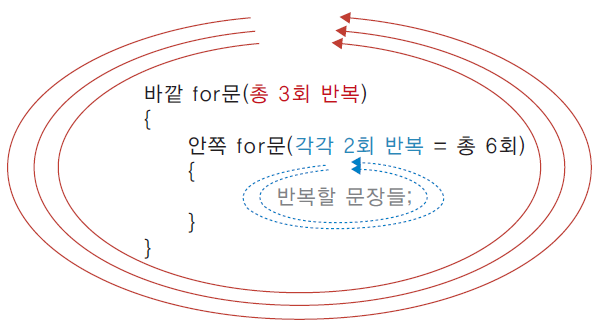 바깥 for문(총 3회 반복)
{
안쪽 for문(각각 2회 반복 = 총 6회)
{
반복할 문장들;
}
}